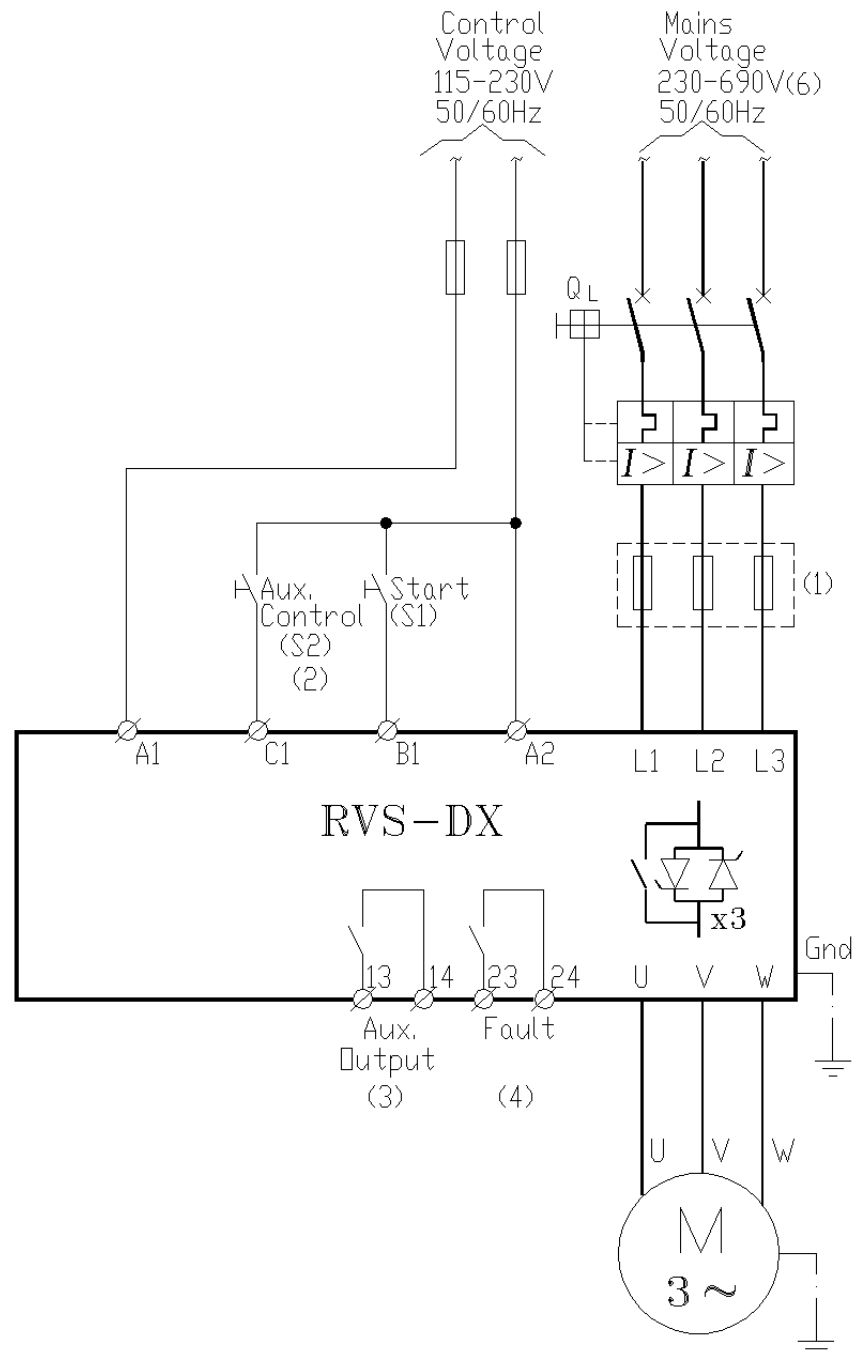 Control
Voltage
115-230V
50/60Hz
Mains
Voltage
230-690V(6)
50/60Hz
QL
I> I> I>
(1)
Aux.
Control
(S2)
(2)
Start
(S1)
A1
C1
B1
A2
L1 L2 L3
RVS-DX
x3
Gnd
13 14 23 24
U V W
Aux.
Output
(3)
Fault
(4)
U V W
M
3~